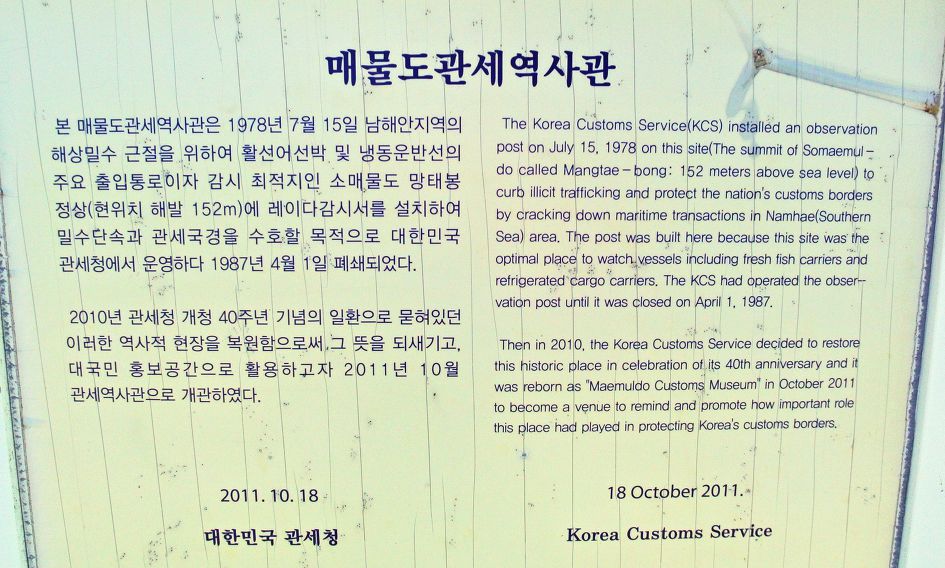 매물도관세역사관
본 매물도관세역사관은 1978년 7월 15일 남해안지역의
해상밀수 근절을 위하여 활선어선박 및 냉동운반선의
주요 출입통로이자 감시 최적지인 소매물도 망태봉
정상(현위치 해발 152m)에 레이다감시서를 설치하여
밀수단속과 관세국경을 수호할 목적으로 대한민국
관세청에서 운영하다 1987년 4월 1일 폐쇄되었다.
2010년 관세청 개청 40주년 기념의 일환으로 묻혀있던
이러한 역사적 현장을 복원함으로써 그 뜻을 되새기고,
대국민 홍보공간으로 활용하고자 2011년 10월
관세역사관으로 개관하였다.
2011. 10. 18
대한민국 관세청
The Korea Customs Service(KCS) installed an observation
post on July 15, 1978 on this site(The summit of Somaemul-
do called Mangtae-bong: 152 meters above sea level) to
curb illicit trafficking and protect the nation's customs borders
by cracking down maritime transactions in Namhae(Southern
Sea) area. The post was built here because this site was the
optimal place to watch vessels including fresh fish carriers and
refrigerated cargo carriers. The KCS had operated the obser-
vation post until it was closed on April 1, 1987.
Then in 2010, the Korea Customs Service decided to restore
this historic place in celebration of its 40th anniversary and it
was reborn as "Maemuldo Customs Museum" in October 2011
to become a venue to remind and promote how important role
this place had played in protecting Korea's customs borders.
18 October 2011.
Korea Customs Service